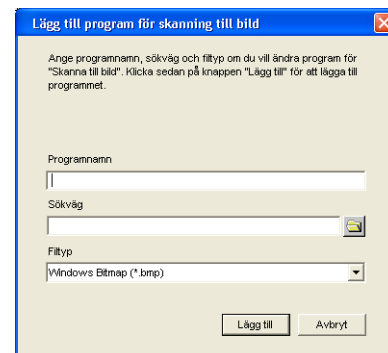 Lägg till program för skanning till bild
Ange programnamn, sökväg och filtyp om du vill ändra program för
"Skanna till bild". Klicka sedan på knappen "Lägg till" för att lägga till
programmet.
Programnamn
Sökväg
Filtyp
Windows Bitmap (*.bmp)
Lägg till
Avbryt